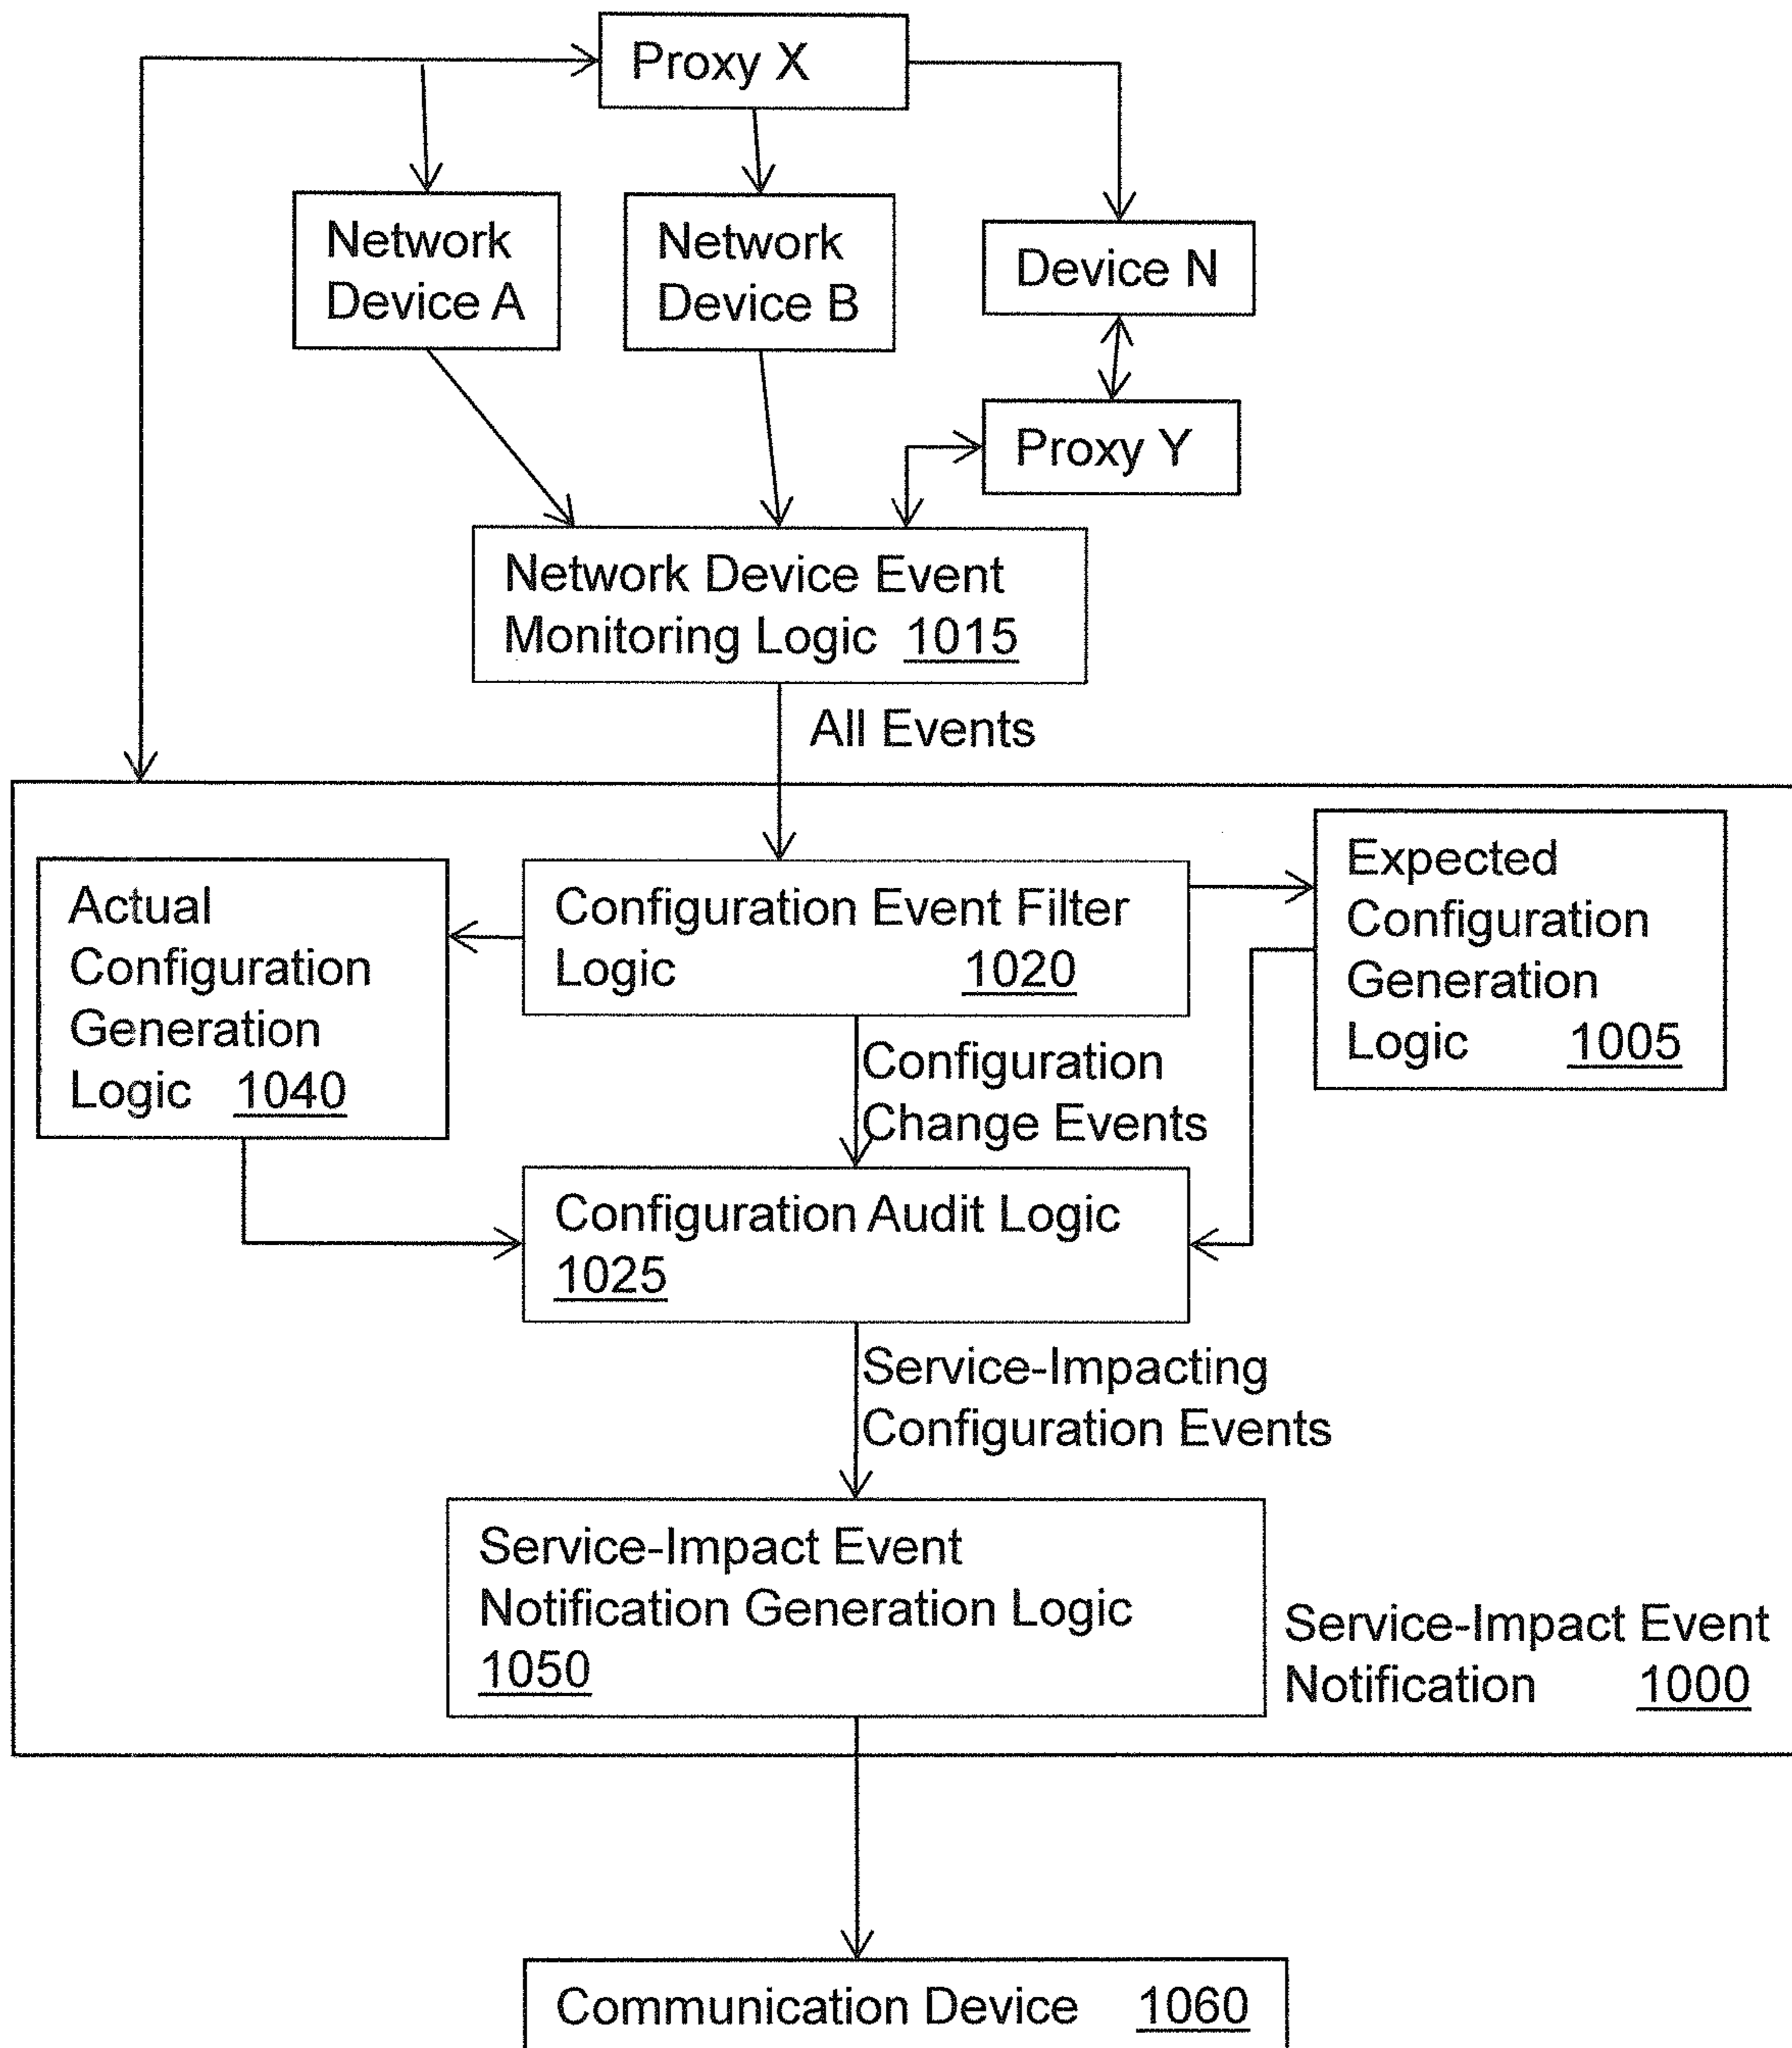 Proxy X
Network
Device A
Network
Device B
Device N
Proxy Y
Network Device Event
Monitoring Logic 1015
All Events
Actual
Configuration
Generation
Logic 1040
Configuration Event Filter
Logic 1020
Expected
Configuration
Generation
Logic 1005
Configuration
Change Events
Configuration Audit Logic
1025
Service-Impacting
Configuration Events
Service-Impact Event
Notification Generation Logic
1050
Service-Impact Event
Notification 1000
Communication Device 1060